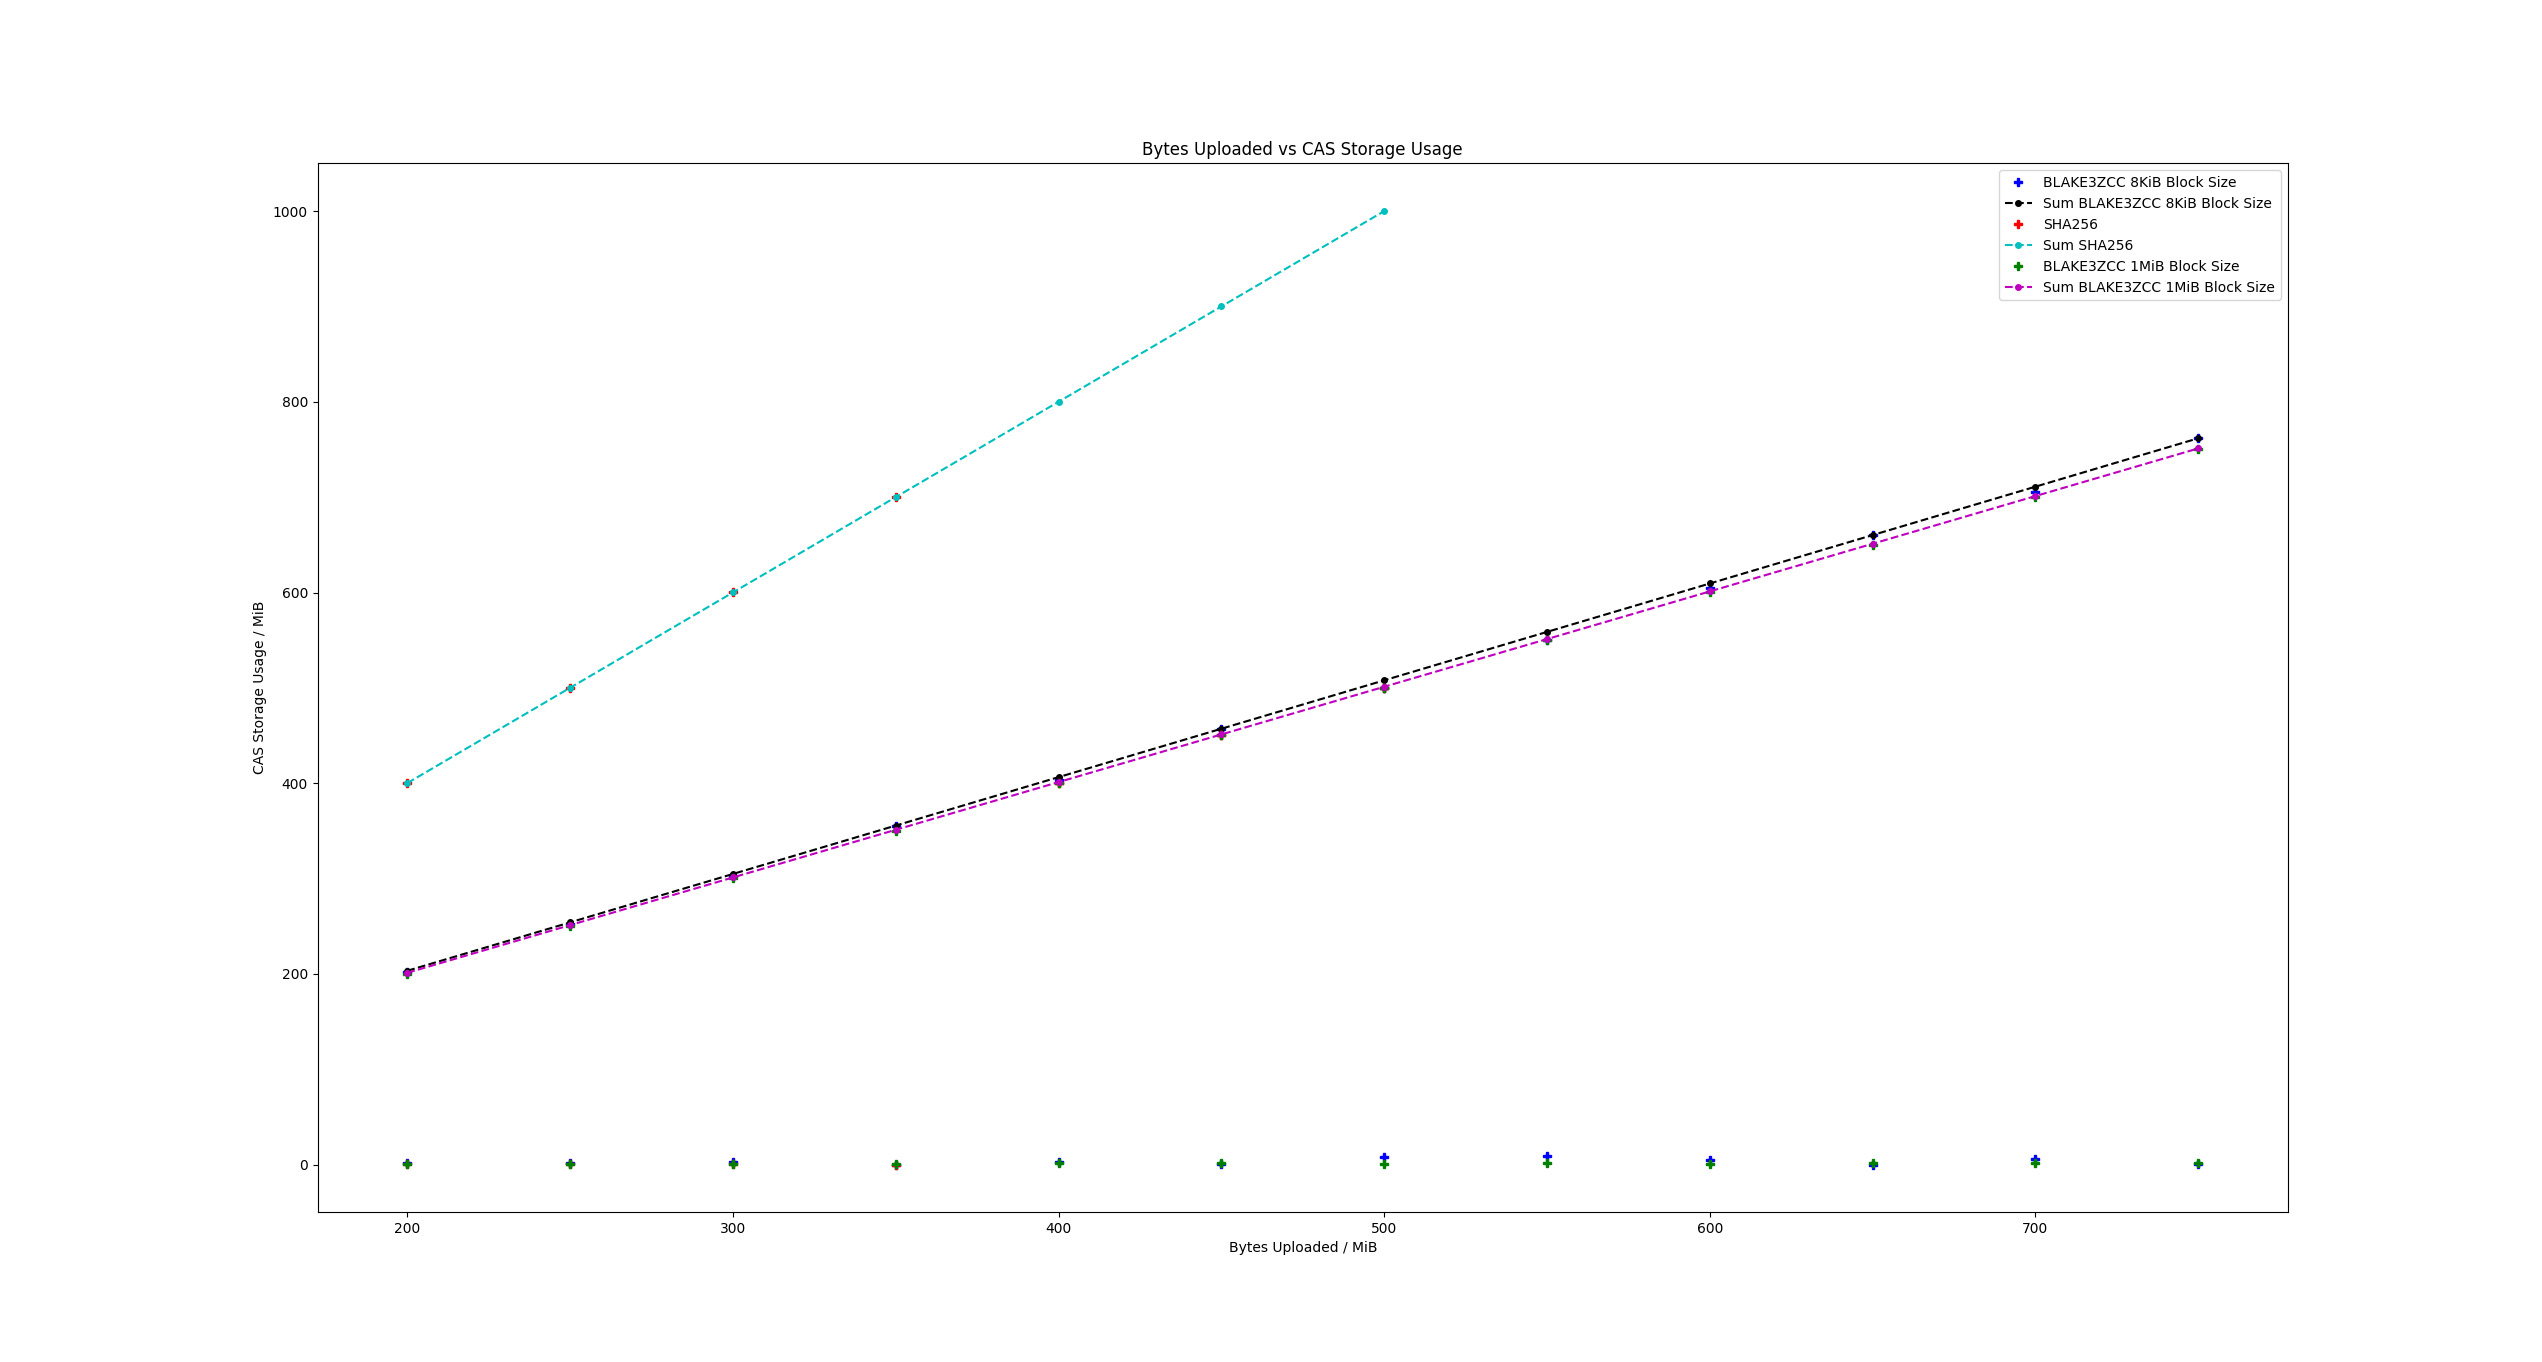 Bytes Uploaded vs CAS Storage Usage
BLAKE3ZCC 8KiB Block Size
Sum BLAKE3ZCC 8KiB Block Size
SHA256
Sum SHA256
BLAKE3ZCC 1MiB Block Size
Sum BLAKE3ZCC 1MiB Block Size
CAS Storage Usage / MiB
1000
800
600
400
200
0
200 300 400 500 600 700
Bytes Uploaded / MiB